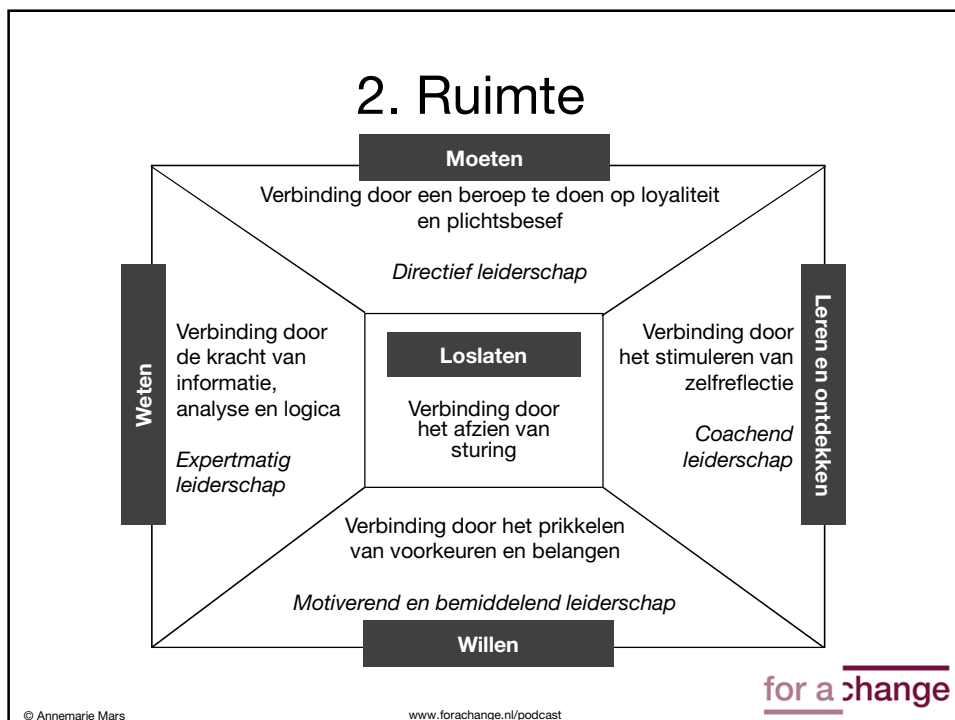 2. Ruimte
Moeten
Verbinding door een beroep te doen op loyaliteit
en plichtsbesef
Directief leiderschap
Weten
Verbinding door
de kracht van
informatie,
analyse en logica
Expertmatig
leiderschap
Loslaten
Verbinding door
het afzien van
sturing
Verbinding door
het stimuleren van
zelfreflectie
Coachend
leiderschap
Leren en ontdekken
Verbinding door het prikkelen
van voorkeuren en belangen
Motiverend en bemiddelend leiderschap
Willen
for a change
© Annemarie Mars
www.forachange.nl/podcast